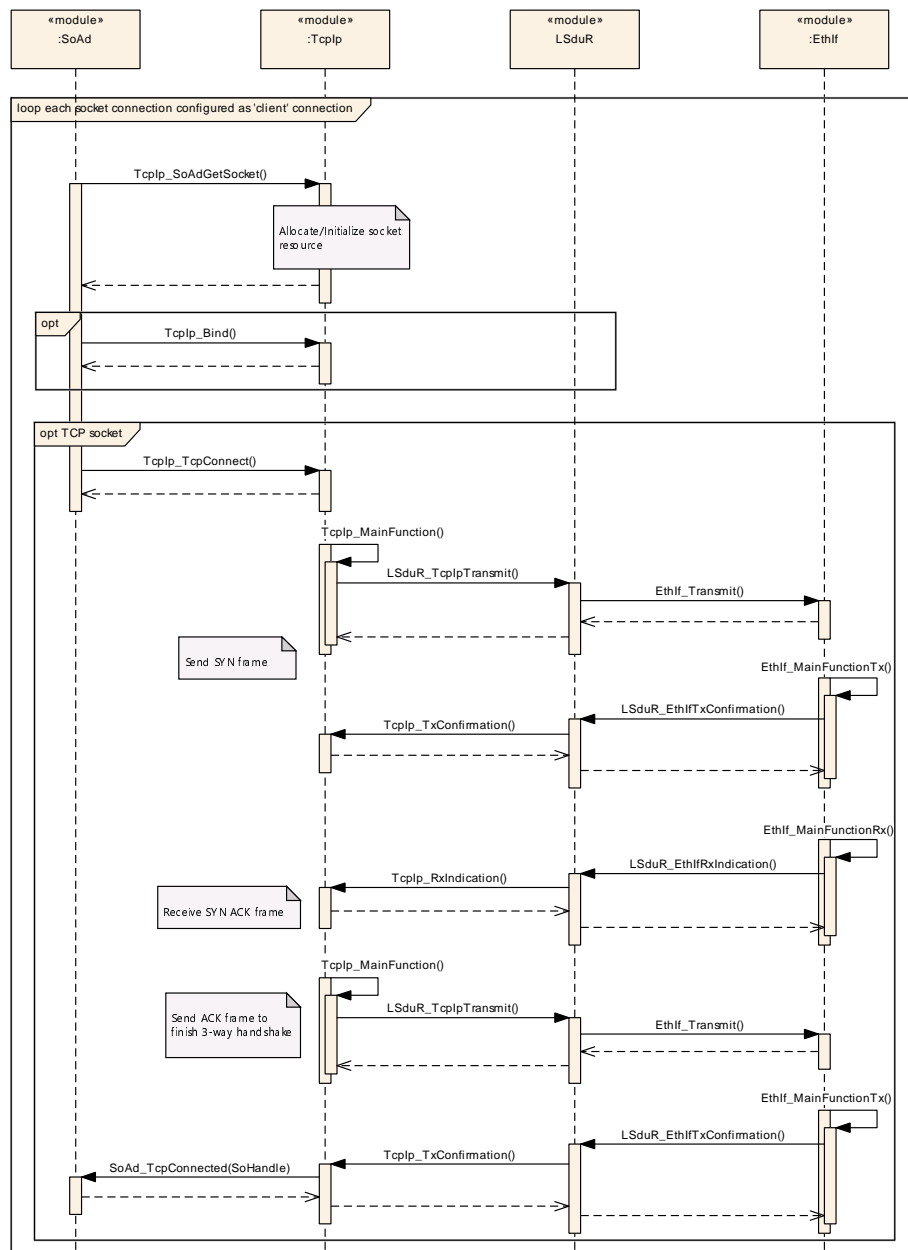 «module»
:SoAd
«module»
:TcpIp
«module»
LSduR
«module»
:EthIf
loop each socket connection configured as 'client' connection
TcpIp_SoAdGetSocket()
Allocate/Initialize socket
resource
opt
TcpIp_Bind()
opt TCP socket
TcpIp_TcpConnect()
TcpIp_MainFunction()
LSduR_TcpIpTransmit()
EthIf_Transmit()
Send SYN frame
EthIf_MainFunctionTx()
LSduR_EthIfTxConfirmation()
TcpIp_TxConfirmation()
EthIf_MainFunctionRx()
LSduR_EthIfRxIndication()
TcpIp_RxIndication()
Receive SYN ACK frame
TcpIp_MainFunction()
LSduR_TcpIpTransmit()
Send ACK frame to
finish 3-way handshake
EthIf_Transmit()
EthIf_MainFunctionTx()
LSduR_EthIfTxConfirmation()
TcpIp_TxConfirmation()
SoAd_TcpConnected(SoHandle)